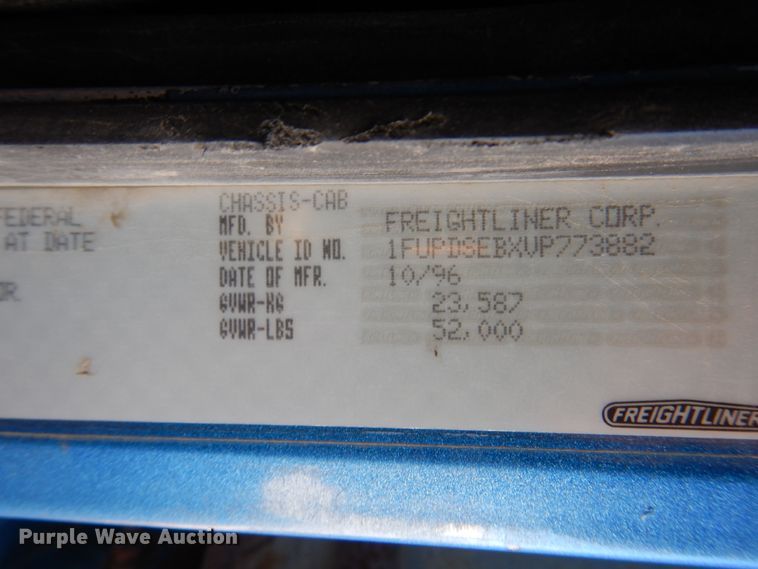 FEDERAL
AT DATE
OR
CHASSIS-CAB
MFD. BY FREIGHTLINER CORP.
VEHICLE ID NO. 1FUPDSEBXVP773882
DATE OF MFR. 10/96
GVWR-KG 23,587
GVWR-LBS 52,000
FREIGHTLINER
Purple Wave Auction